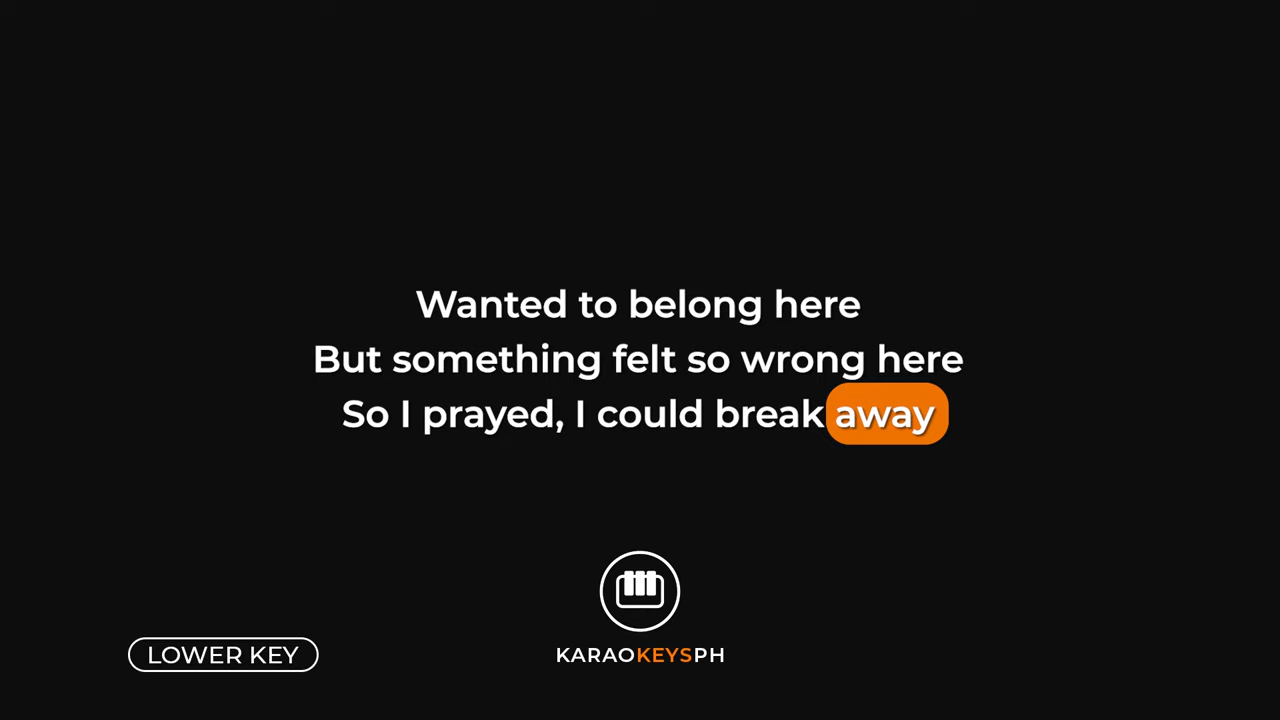 Wanted to belong here
But something felt so wrong here
So I prayed, I could break away
LOWER KEY
KARAOKEYSPH